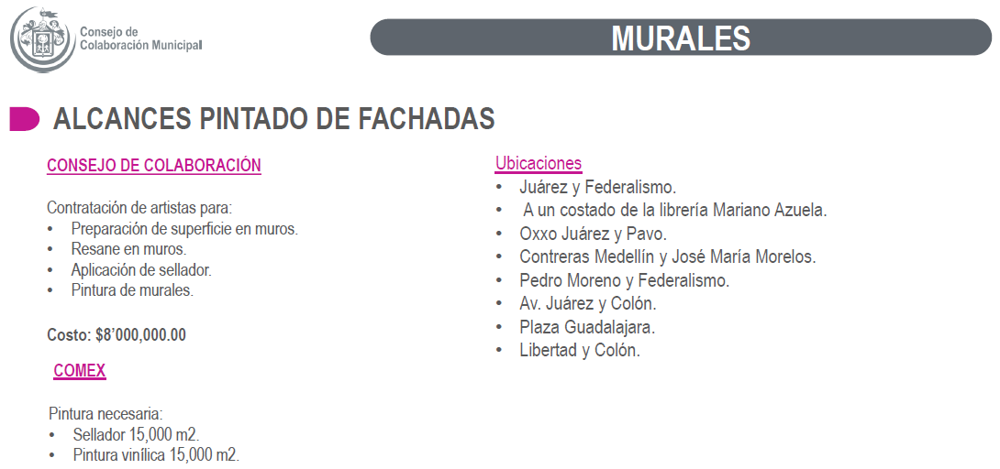 Consejo de
Colaboración Municipal
MURALES
ALCANCES PINTADO DE FACHADAS
CONSEJO DE COLABORACIÓN
Contratación de artistas para:
• Preparación de superficie en muros.
• Resane en muros.
• Aplicación de sellador.
• Pintura de murales.
Costo: $8’000,000.00
COMEX
Pintura necesaria:
• Sellador 15,000 m2.
• Pintura vinílica 15,000 m2.
Ubicaciones
• Juárez y Federalismo.
• A un costado de la librería Mariano Azuela.
• Oxxo Juárez y Pavo.
• Contreras Medellín y José María Morelos.
• Pedro Moreno y Federalismo.
• Av. Juárez y Colón.
• Plaza Guadalajara.
• Libertad y Colón.